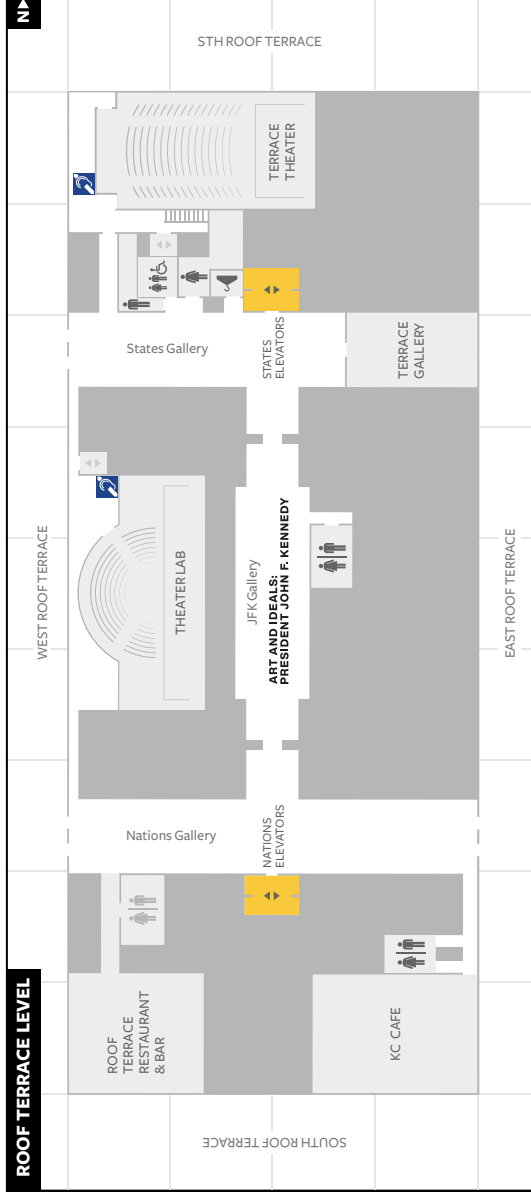 N
STH ROOF TERRACE
TERRACE
THEATER
States Gallery
STATES
ELEVATORS
TERRACE
GALLERY
WEST ROOF TERRACE
THEATER LAB
JFK Gallery
ART AND IDEALS:
PRESIDENT JOHN F. KENNEDY
EAST ROOF TERRACE
Nations Gallery
NATIONS
ELEVATORS
ROOF TERRACE LEVEL
ROOF
TERRACE
RESTAURANT
& BAR
KC CAFE
SOUTH ROOF TERRACE